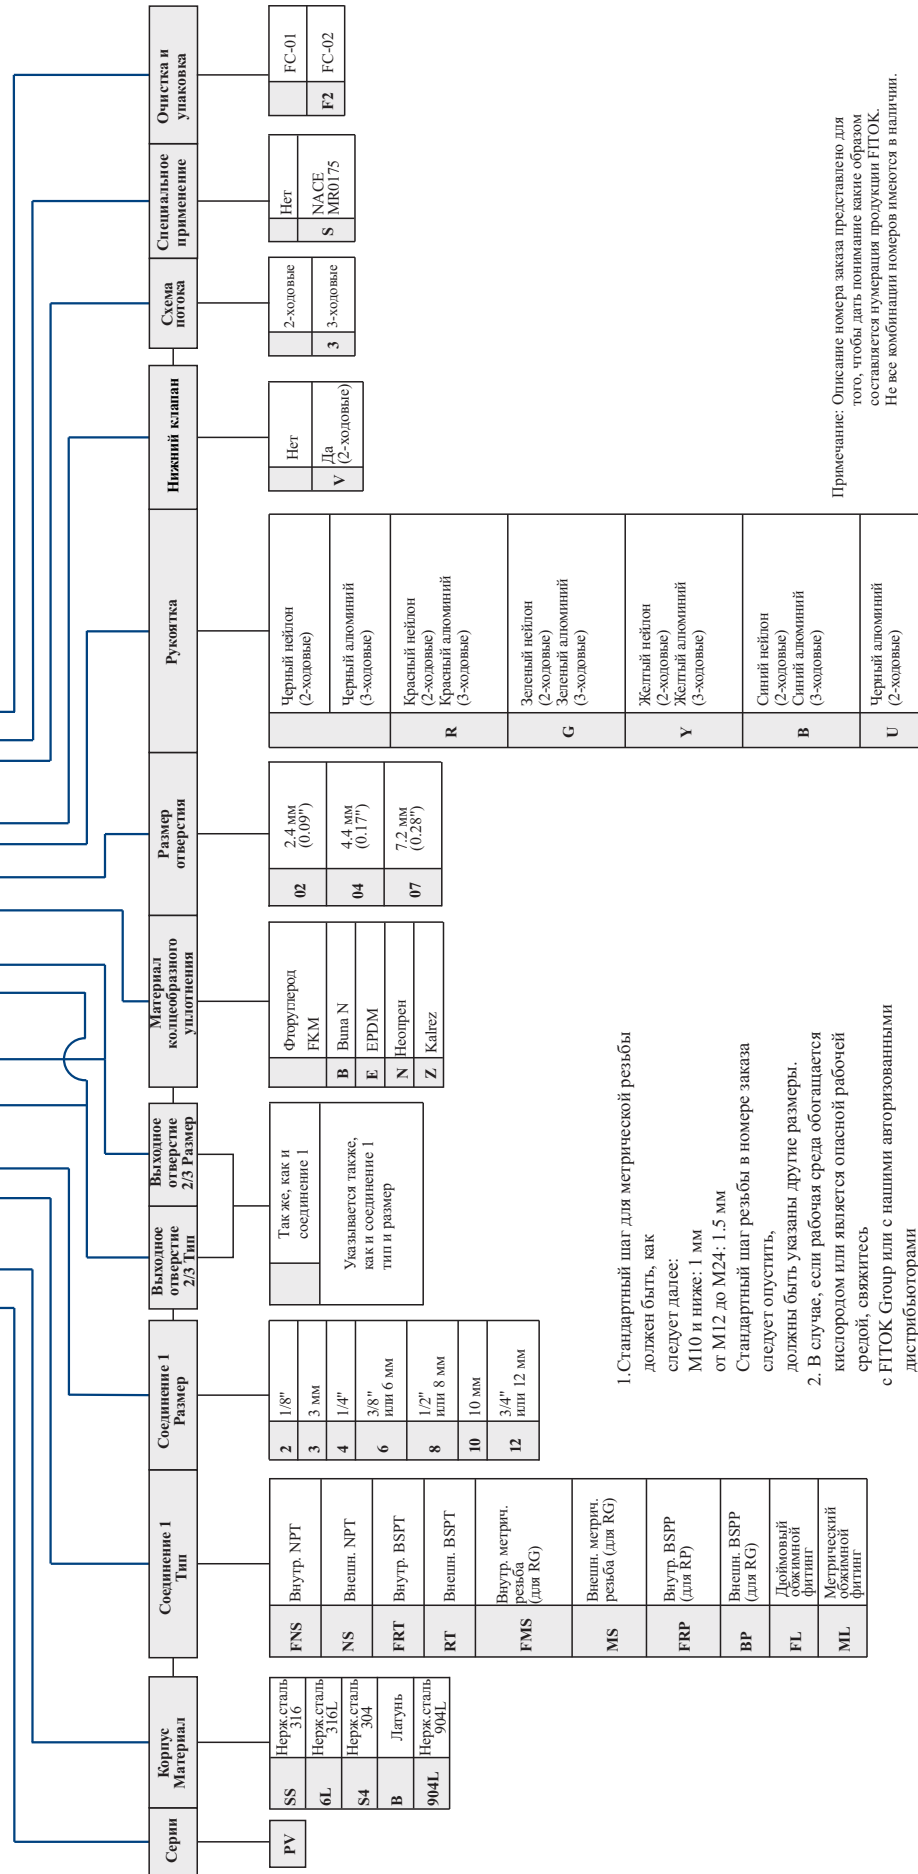 Серии
PV
Корпус
Материал
SS
Нерж.сталь
316
6L
Нерж.сталь
316L
S4
Нерж.сталь
304
B
Латунь
904L
Нерж.сталь
904L
Соединение 1
Тип
FNS
Внутр. NPT
NS
Внешн. NPT
FRT
Внутр. BSPT
RT
Внешн. BSPT
FMS
Внутр. метрич.
резьба
(для RG)
MS
Внешн. метрич.
резьба (для RG)
FRP
Внутр. BSPP
(для RP)
BP
Внешн. BSPP
(для RG)
FL
Дюймовый
обжимной
фитинг
ML
Метрический
обжимной
фитинг
Соединение 1
Размер
2
1/8"
3
3 мм
4
1/4"
6
3/8"
или 6 мм
8
1/2"
или 8 мм
10
10 мм
12
3/4"
или 12 мм
Выходное
отверстие
2/3 Тип
Выходное
отверстие
2/3 Размер
Так же, как и
соединение 1
Указывается также,
как и соединение 1
тип и размер
Материал
колцеобразного
уплотнения
Фторуглерод
FKM
B
Buna N
E
EPDM
N
Неопрен
Z
Kalrez
Размер
отверстия
02
2.4 мм
(0.09")
04
4.4 мм
(0.17")
07
7.2 мм
(0.28")
Рукоятка
Черный нейлон
(2-ходовые)
Черный алюминий
(3-ходовые)
R
Красный нейлон
(2-ходовые)
Красный алюминий
(3-ходовые)
G
Зеленый нейлон
(2-ходовые)
Зеленый алюминий
(3-ходовые)
Y
Желтый нейлон
(2-ходовые)
Желтый алюминий
(3-ходовые)
B
Синий нейлон
(2-ходовые)
Синий алюминий
(3-ходовые)
U
Черный алюминий
(2-ходовые)
Нижний клапан
Нет
V
Да
(2-ходовые)
Схема
потока
2-ходовые
3
3-ходовые
Специальное
применение
Нет
S
NACE
MR0175
Очистка и
упаковка
FC-01
F2
FC-02
1.Стандартный шаг для метрической резьбы
должен быть, как
следует далее:
М10 и ниже: 1 мм
от М12 до М24: 1.5 мм
Стандартный шаг резьбы в номере заказа
следует опустить,
должны быть указаны другие размеры.
2. В случае, если рабочая среда обогащается
кислородом или является опасной рабочей
средой, свяжитесь
с FITOK Group или с нашими авторизованными
дистрибьюторами
Примечание: Описание номера заказа представлено для
того, чтобы дать понимание какие образом
составляется нумерация продукции FITOK.
Не все комбинации номеров имеются в наличии.